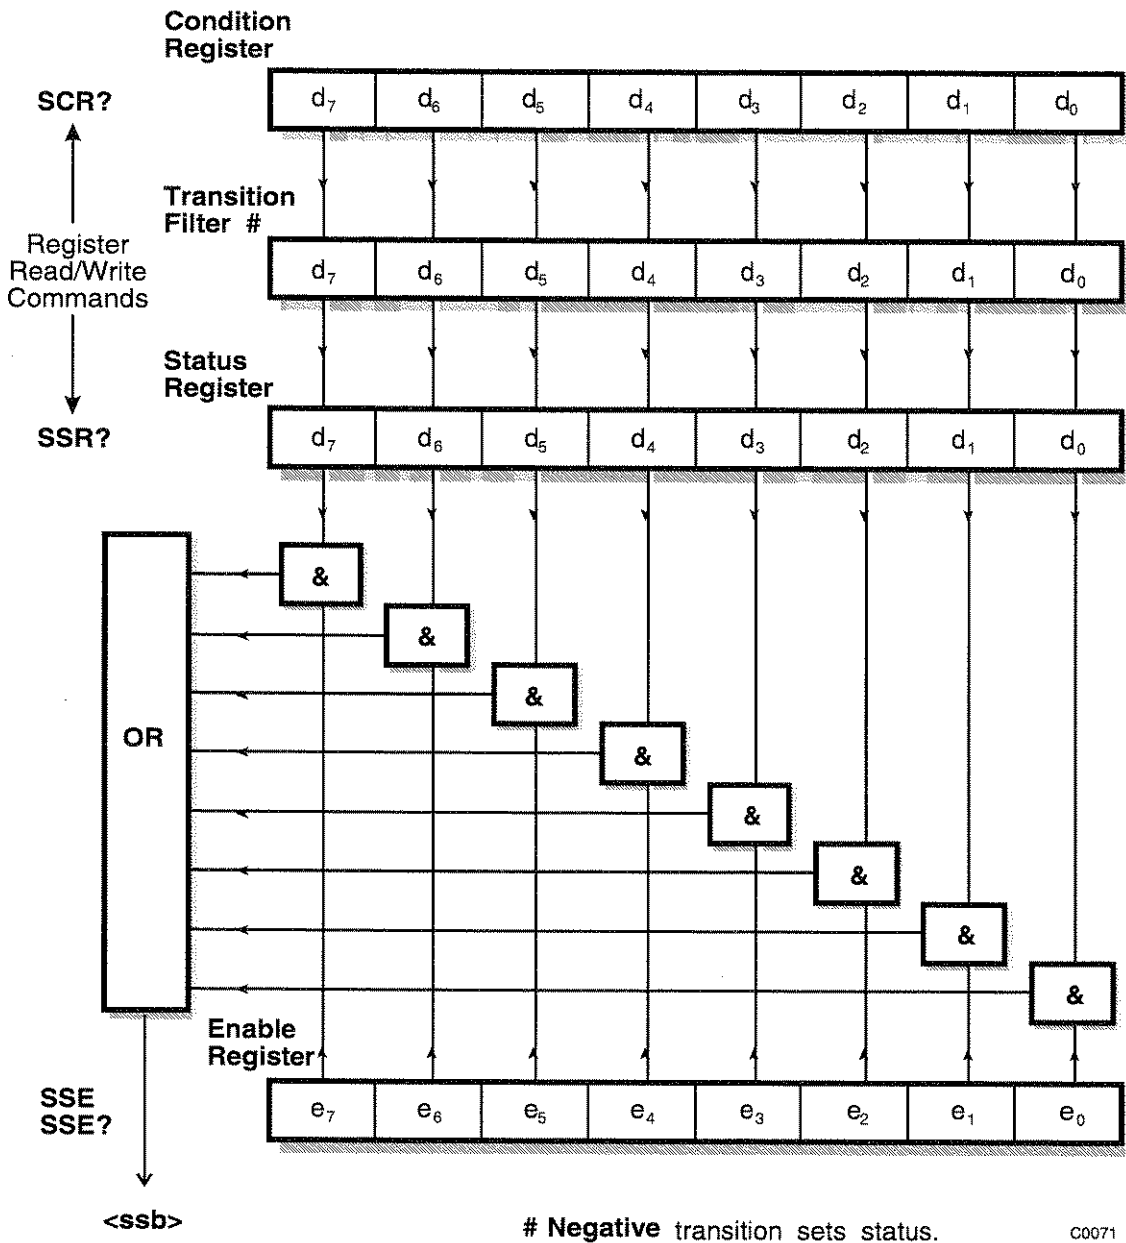 Condition
Register
SCR?
d7 d6 d5 d4 d3 d2 d1 d0
Transition
Filter #
Register
Read/Write
Commands
d7 d6 d5 d4 d3 d2 d1 d0
Status
Register
SSR?
d7 d6 d5 d4 d3 d2 d1 d0
&
&
&
OR
&
&
&
&
&
Enable
Register
SSE
SSE?
e7 e6 e5 e4 e3 e2 e1 e0
<ssb>
# Negative transition sets status.
C0071